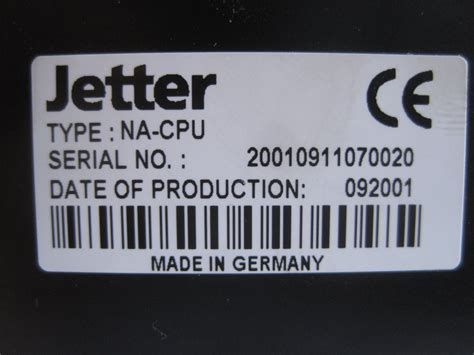 Jetter
CE
TYPE : NA-CPU
SERIAL NO. : 20010911070020
DATE OF PRODUCTION: 092001
MADE IN GERMANY